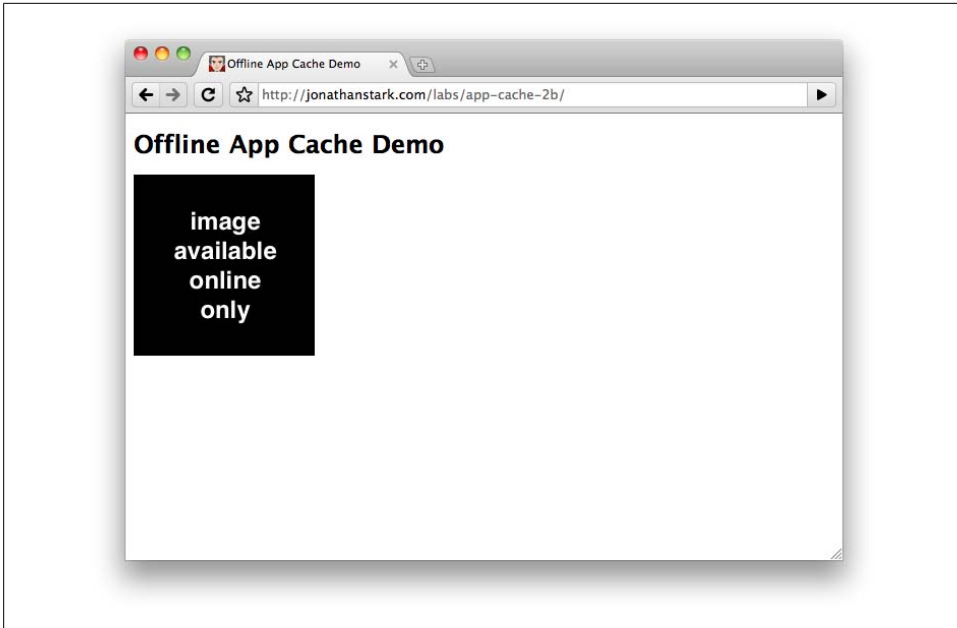 Offline App Cache Demo
http://jonathanstark.com/labs/app-cache-2b/
Offline App Cache Demo
image
available
online
only